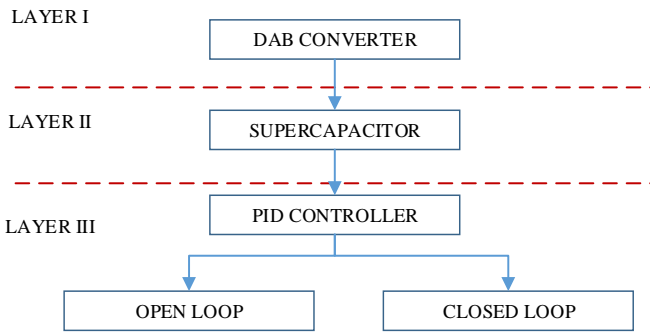 LAYER I
DAB CONVERTER
LAYER II
SUPERCAPACITOR
LAYER III
PID CONTROLLER
OPEN LOOP
CLOSED LOOP